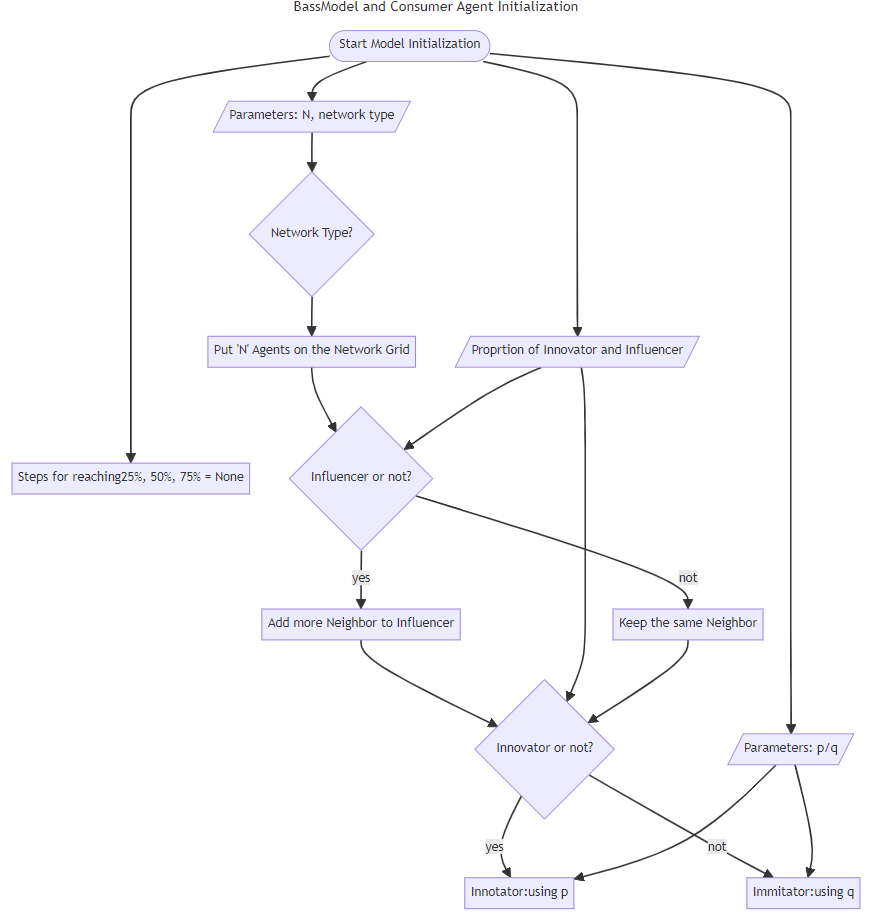 BassModel and Consumer Agent Initialization
Start Model Initialization
Parameters: N, network type
Network Type?
Put 'N' Agents on the Network Grid
Proprtion of Innovator and Influencer
Steps for reaching25%, 50%, 75% = None
Influencer or not?
yes
not
Add more Neighbor to Influencer
Keep the same Neighbor
Innovator or not?
Parameters: p/q
yes
not
Innotator:using p
Immitator:using q